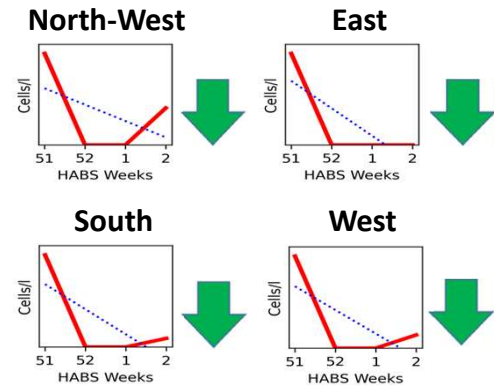 North-West
Cells/l
51 52 1 2
HABS Weeks
East
Cells/l
51 52 1 2
HABS Weeks
South
Cells/l
51 52 1 2
HABS Weeks
West
Cells/l
51 52 1 2
HABS Weeks